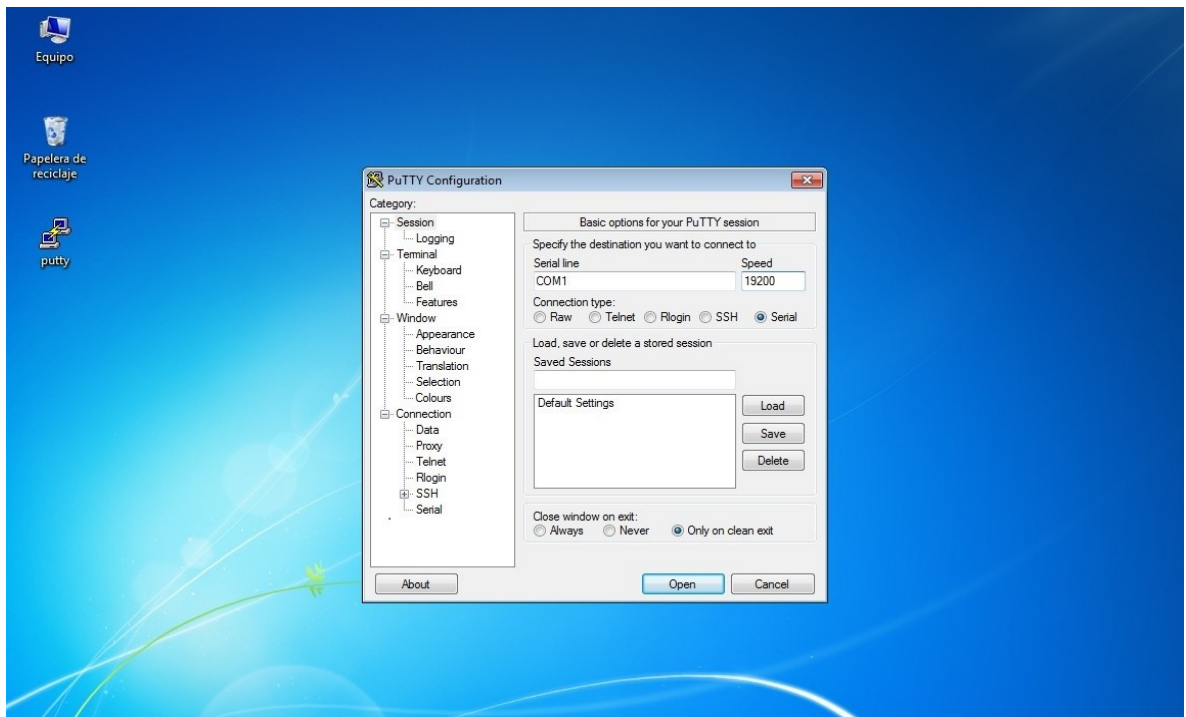 Equipo
Papelera de
reciclaje
putty
PuTTY Configuration
Category:
Session
Logging
Terminal
Keyboard
Bell
Features
Window
Appearance
Behaviour
Translation
Selection
Colours
Connection
Data
Proxy
Telnet
Rlogin
SSH
Serial
Basic options for your PuTTY session
Specify the destination you want to connect to
Serial line Speed
COM1 19200
Connection type:
Raw Telnet Rlogin SSH Serial
Load, save or delete a stored session
Saved Sessions
Default Settings
Load
Save
Delete
Close window on exit:
Always Never Only on clean exit
About Open Cancel